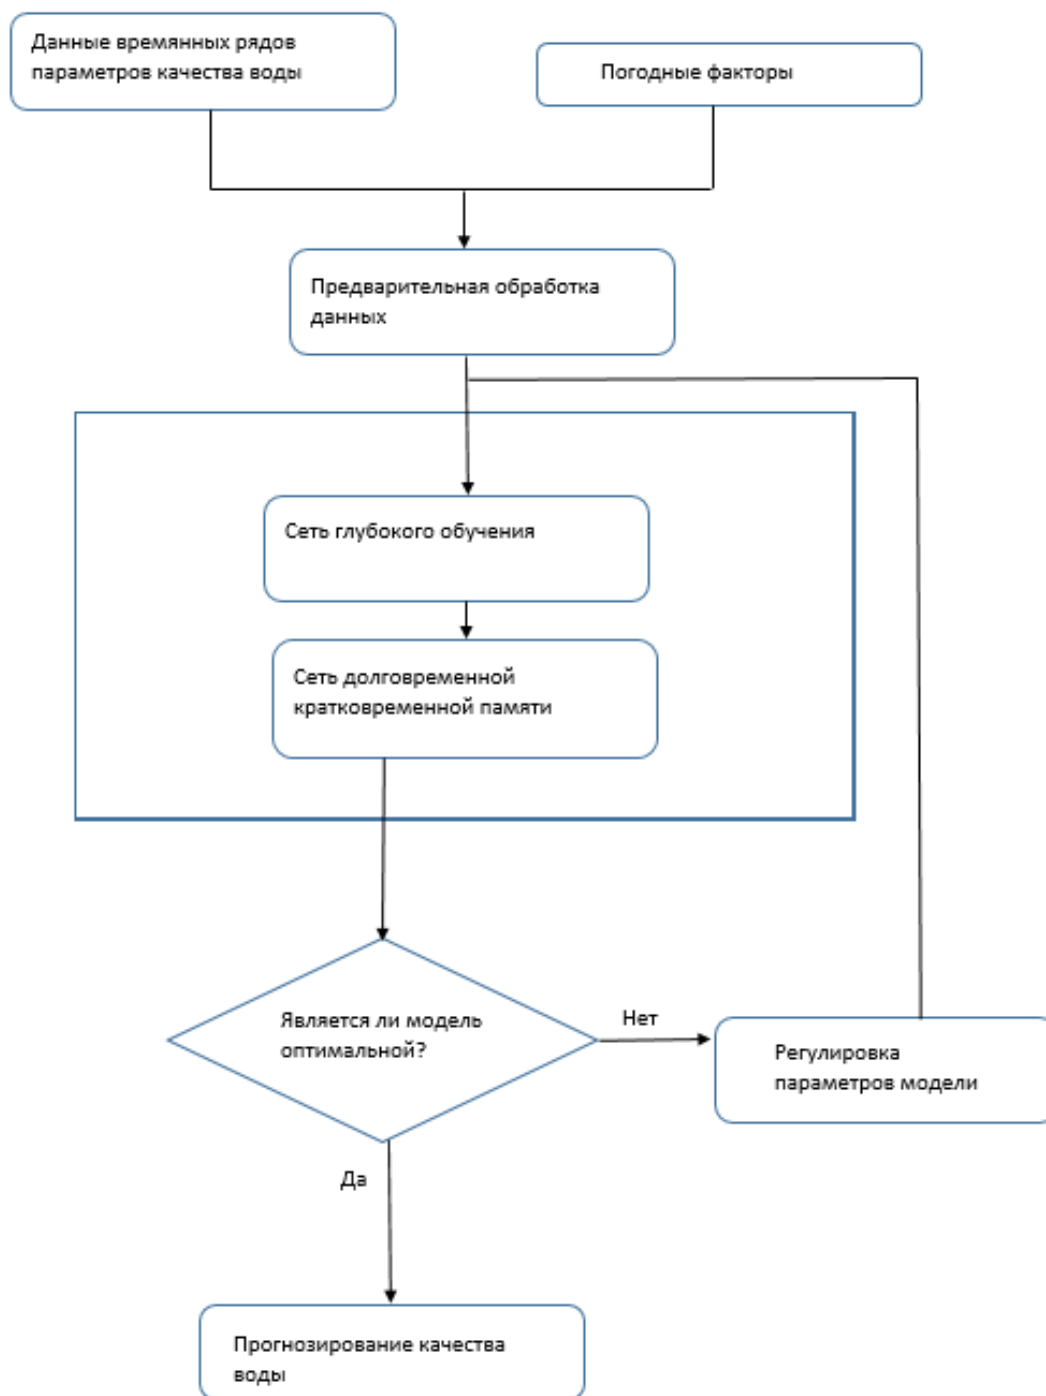 Данные времянных рядов
параметров качества воды
Погодные факторы
Предварительная обработка
данных
Сеть глубокого обучения
Сеть долговременной
кратковременной памяти
Является ли модель
оптимальной?
Нет
Регулировка
параметров модели
Да
Прогнозирование качества
воды